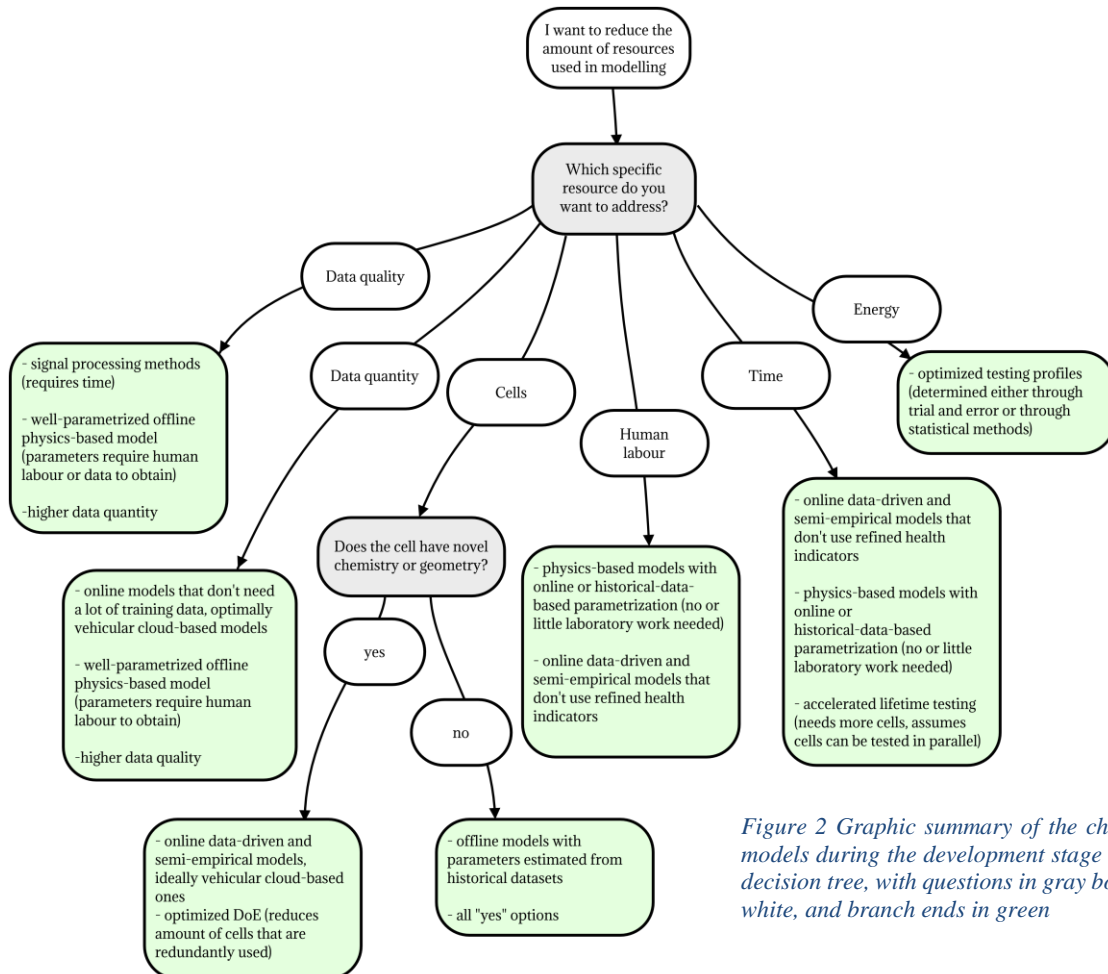 I want to reduce the
amount of resources
used in modelling
Which specific
resource do you
want to address?
Data quality
Energy
- signal processing methods
(requires time)
- well-parametrized offline
physics-based model
(parameters require human
labour or data to obtain)
-higher data quantity
Data quantity
Cells
Time
- optimized testing profiles
(determined either through
trial and error or through
statistical methods)
Human
labour
- online data-driven and
semi-empirical models that
don't use refined health
indicators
- physics-based models with
online or
historical-data-based
parametrization (no or little
laboratory work needed)
- accelerated lifetime testing
(needs more cells, assumes
cells can be tested in parallel)
Does the cell have novel
chemistry or geometry?
- physics-based models with
online or historical-data-
based parametrization (no or
little laboratory work needed)
- online data-driven and
semi-empirical models that
don't use refined health
indicators
- online models that don't need
a lot of training data, optimally
vehicular cloud-based models
- well-parametrized offline
physics-based model
(parameters require human
labour to obtain)
-higher data quality
yes
no
- online data-driven and
semi-empirical models,
ideally vehicular cloud-based
ones
- optimized DoE (reduces
amount of cells that are
redundantly used)
- offline models with
parameters estimated from
historical datasets
- all "yes" options
Figure 2 Graphic summary of the ch
models during the development stage
decision tree, with questions in gray bo
white, and branch ends in green